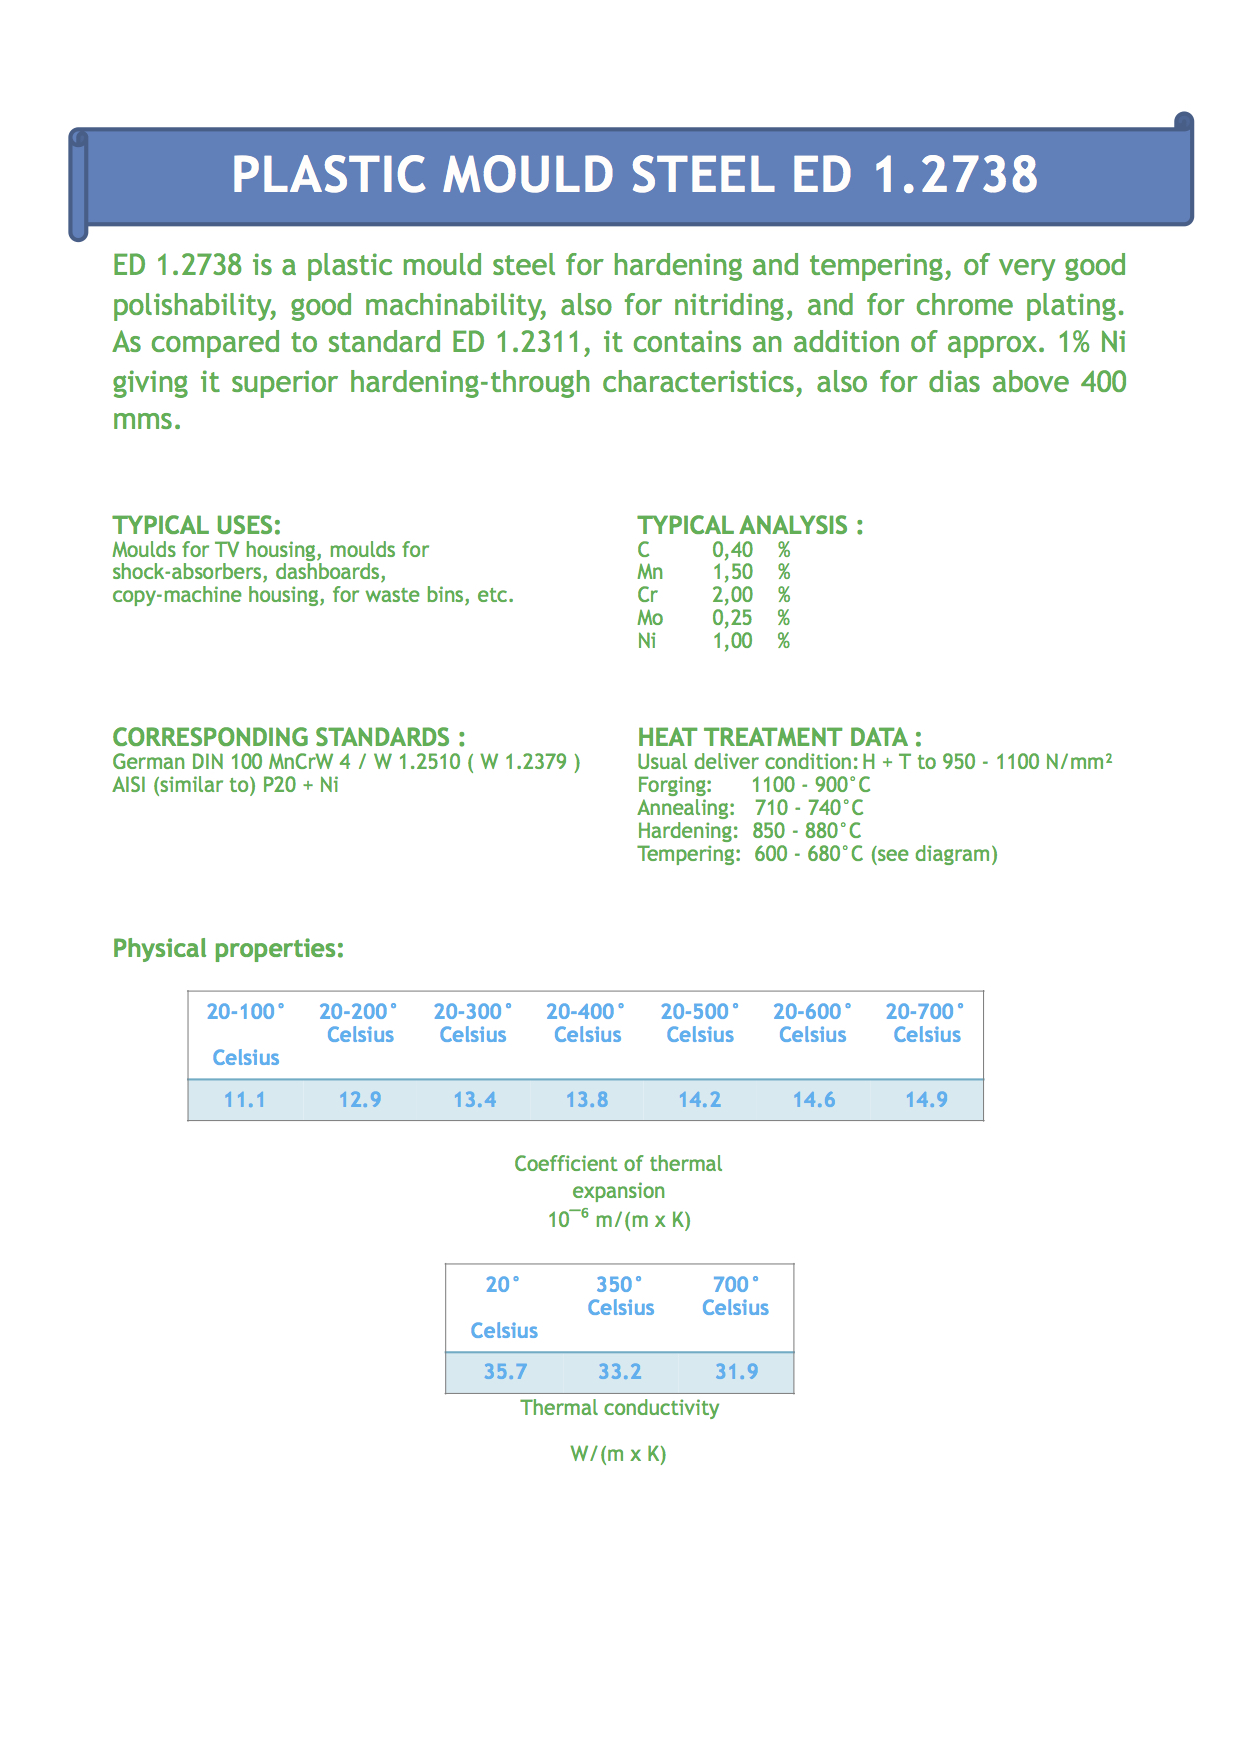 PLASTIC MOULD STEEL ED 1.2738
ED 1.2738 is a plastic mould steel for hardening and tempering, of very good
polishability, good machinability, also for nitriding, and for chrome plating.
As compared to standard ED 1.2311, it contains an addition of approx. 1% Ni
giving it superior hardening-through characteristics, also for dias above 400
mms.
TYPICAL USES:
Moulds for TV housing, moulds for
shock-absorbers, dashboards,
copy-machine housing, for waste bins, etc.
TYPICAL ANALYSIS :
C 0,40 %
Mn 1,50 %
Cr 2,00 %
Mo 0,25 %
Ni 1,00 %
CORRESPONDING STANDARDS :
German DIN 100 MnCrW 4 / W 1.2510 ( W 1.2379 )
AISI (similar to) P20 + Ni
HEAT TREATMENT DATA :
Usual deliver condition: H + T to 950 - 1100 N/mm²
Forging: 1100 - 900°C
Annealing: 710 - 740°C
Hardening: 850 - 880°C
Tempering: 600 - 680°C (see diagram)
Physical properties:
20-100° 20-200° 20-300° 20-400° 20-500° 20-600° 20-700°
Celsius Celsius Celsius Celsius Celsius Celsius
Celsius
11.1 12.9 13.4 13.8 14.2 14.6 14.9
Coefficient of thermal
expansion
10⁻⁶ m/(m x K)
20° 350° 700°
Celsius Celsius
Celsius
35.7 33.2 31.9
Thermal conductivity
W/(m x K)